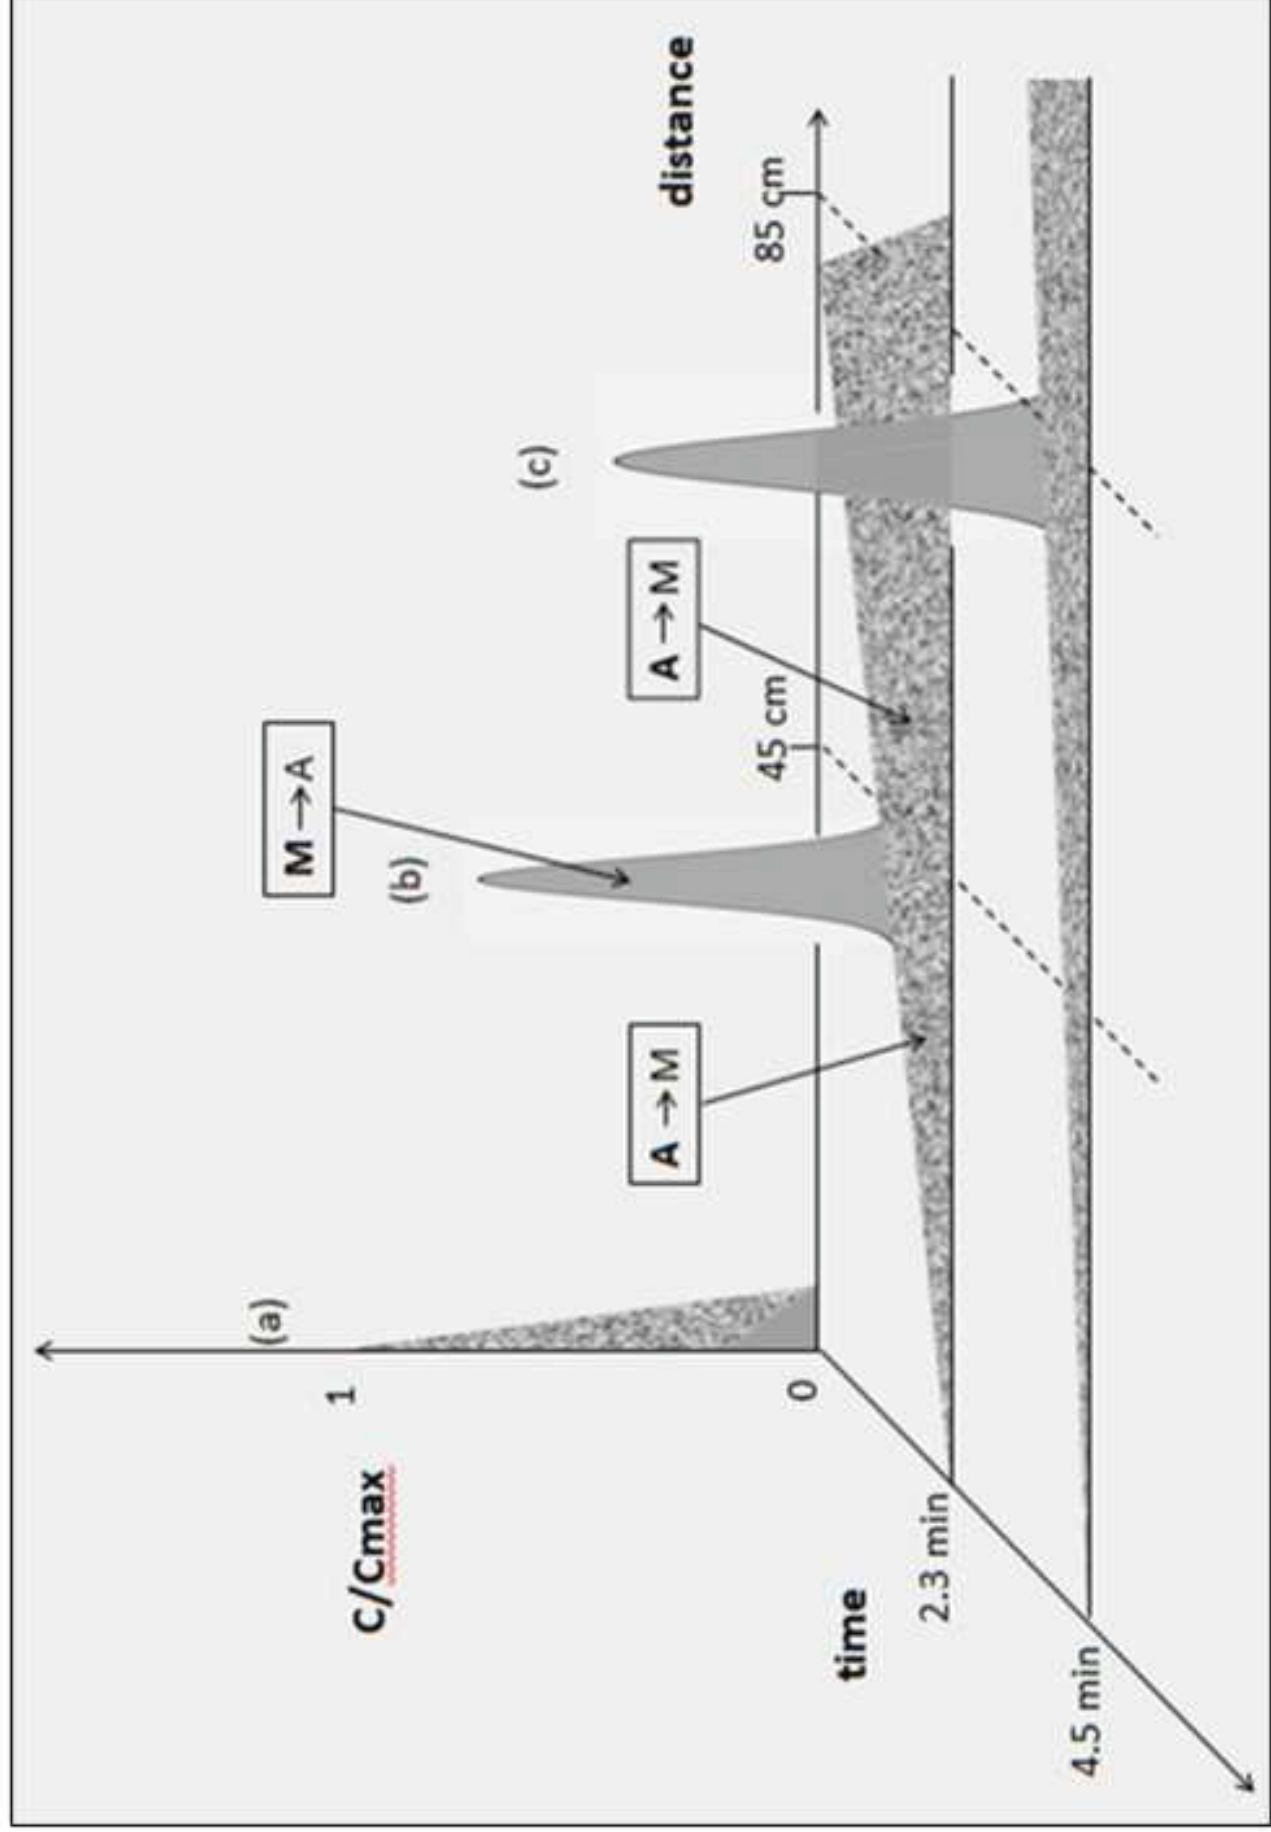 (a)
M → A
1
C/Cmax
(b)
(c)
A → M
A → M
distance
45 cm
85 cm
0
time
2.3 min
4.5 min